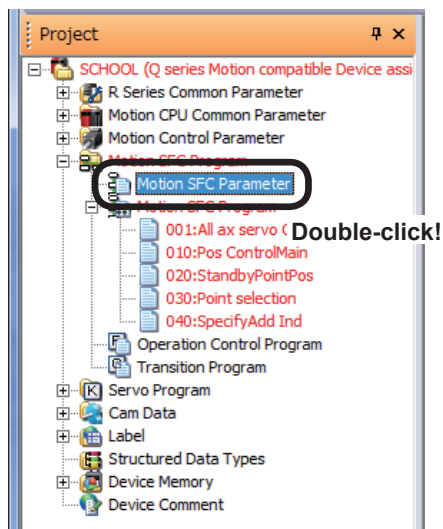 Project
SCHOOL (Q series Motion compatible Device assi
R Series Common Parameter
Motion CPU Common Parameter
Motion Control Parameter
Motion SFC Program
Motion SFC Parameter
Motion SFC Program
001:All ax servo
Double-click!
010:Pos ControlMain
020:StandbyPointPos
030:Point selection
040:SpecifyAdd Ind
Operation Control Program
Transition Program
Servo Program
Cam Data
Label
Structured Data Types
Device Memory
Device Comment